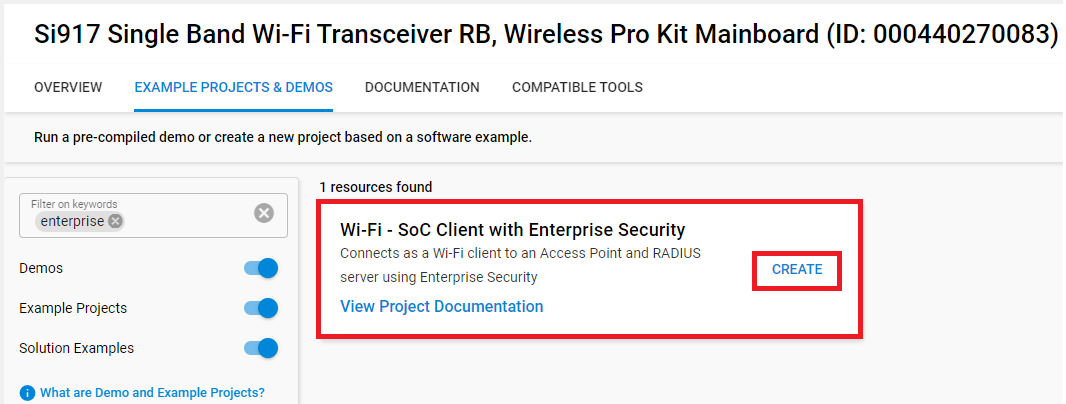 Si917 Single Band Wi-Fi Transceiver RB, Wireless Pro Kit Mainboard (ID: 000440270083)
OVERVIEW
EXAMPLE PROJECTS & DEMOS
DOCUMENTATION
COMPATIBLE TOOLS
Run a pre-compiled demo or create a new project based on a software example.
Filter on keywords
enterprise
Demos
Example Projects
Solution Examples
What are Demo and Example Projects?
1 resources found
Wi-Fi - SoC Client with Enterprise Security
Connects as a Wi-Fi client to an Access Point and RADIUS
server using Enterprise Security
View Project Documentation
CREATE